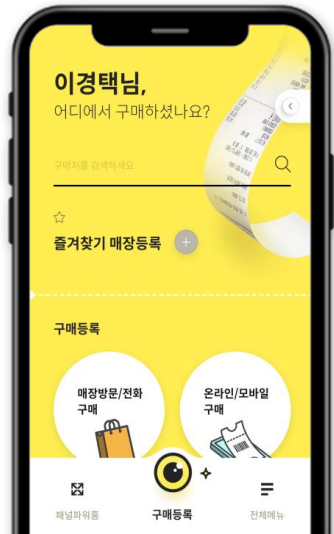 이경택님,
어디에서 구매하셨나요?
구매처를 검색하세요
즐겨찾기 매장등록
구매등록
매장방문/전화
구매
온라인/모바일
구매
패널파워홈
구매등록
전체메뉴